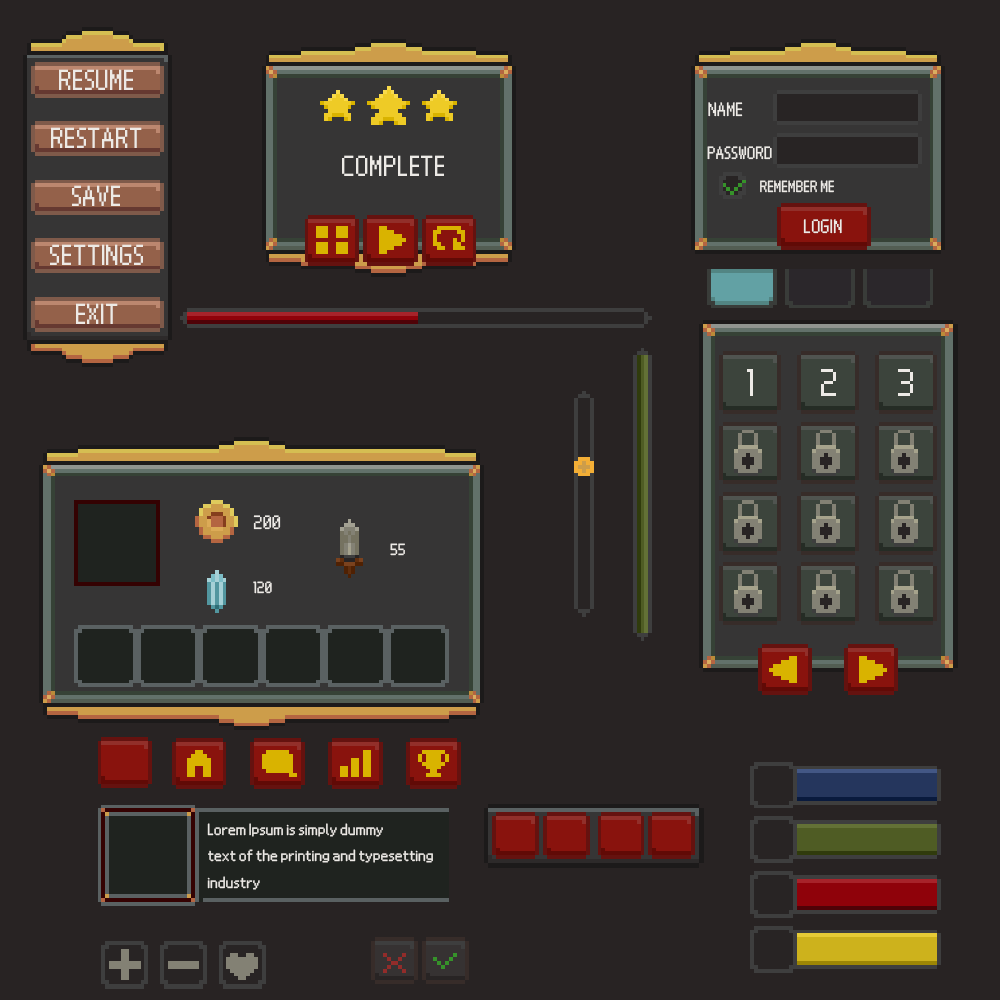 RESUME
RESTART
SAVE
SETTINGS
EXIT
COMPLETE
NAME
PASSWORD
REMEMBER ME
LOGIN
1 2 3
200
55
120
Lorem Ipsum is simply dummy
text of the printing and typesetting
industry